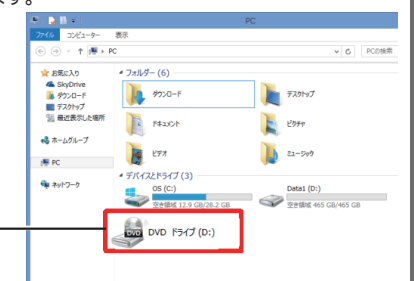 す。
PC
ファイル コンピューター 表示
PC
PCの検索
お気に入り
SkyDrive
ダウンロード
デスクトップ
最近表示した場所
ホームグループ
PC
ネットワーク
フォルダー (6)
ダウンロード
デスクトップ
ドキュメント
ピクチャ
ビデオ
ミュージック
デバイスとドライブ (3)
OS (C:)
空き領域 12.9 GB/28.2 GB
Data1 (D:)
空き領域 465 GB/465 GB
DVD ドライブ (D:)